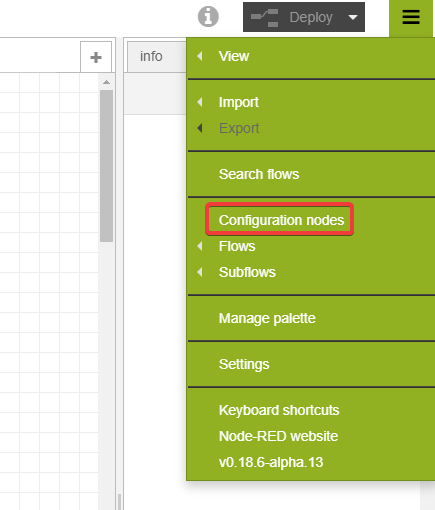 Deploy
+
info
View
Import
Export
Search flows
Configuration nodes
Flows
Subflows
Manage palette
Settings
Keyboard shortcuts
Node-RED website
v0.18.6-alpha.13